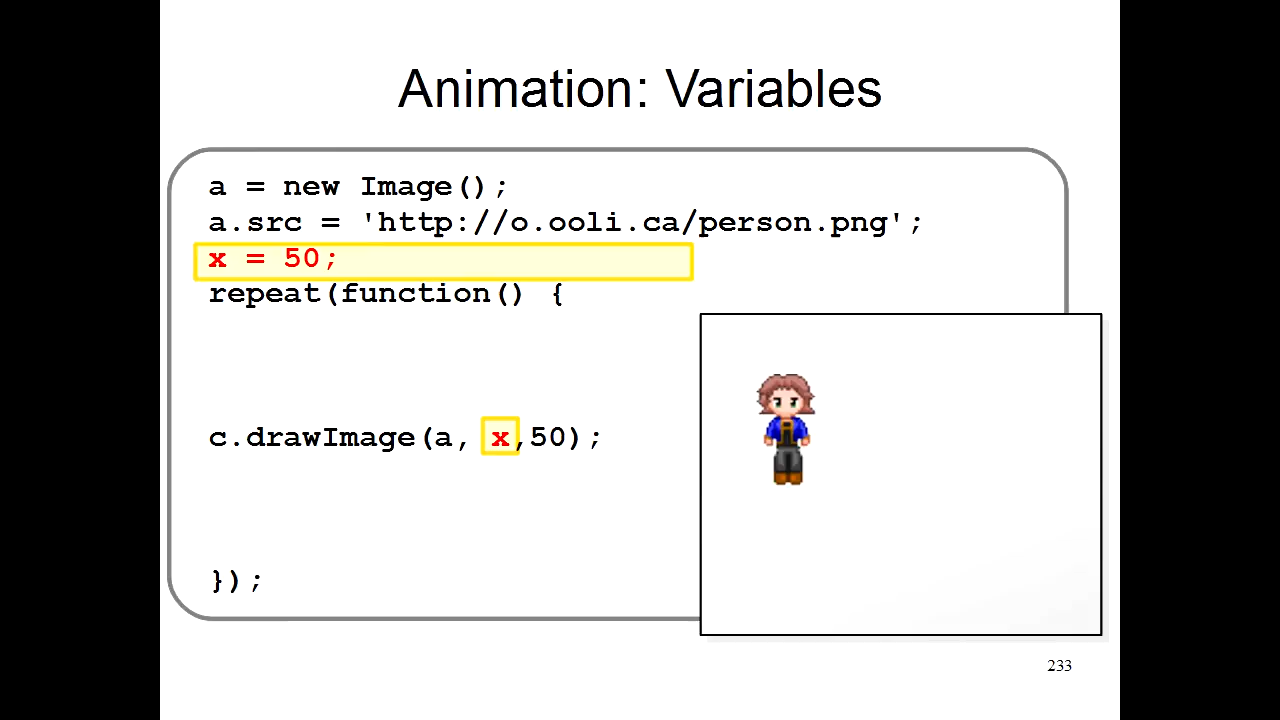 Animation: Variables
a = new Image();
a.src = 'http://o.ooli.ca/person.png';
x = 50;
repeat(function() {
c.drawImage(a, x,50);
});
233